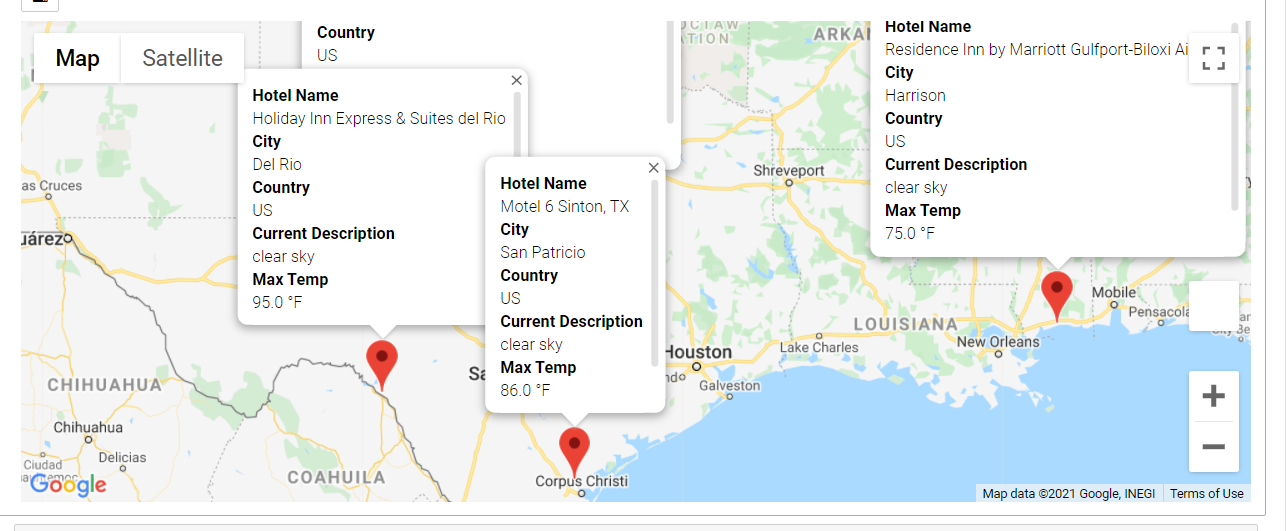 Map
Satellite
Country
US
Hotel Name
Holiday Inn Express & Suites del Rio
City
Del Rio
Country
US
Current Description
clear sky
Max Temp
95.0 °F
Hotel Name
Motel 6 Sinton, TX
City
San Patricio
Country
US
Current Description
clear sky
Max Temp
86.0 °F
Hotel Name
Residence Inn by Marriott Gulfport-Biloxi Ai
City
Harrison
Country
US
Current Description
clear sky
Max Temp
75.0 °F
ARKAN
Shreveport
as Cruces
uárez
Mobile
Pensacola
LOUISIANA
New Orleans
Lake Charles
Houston
Galveston
Sa
CHIHUAHUA
Chihuahua
Delicias
Ciudad
COAHUILA
Corpus Christi
Google
Map data ©2021 Google, INEGI
Terms of Use